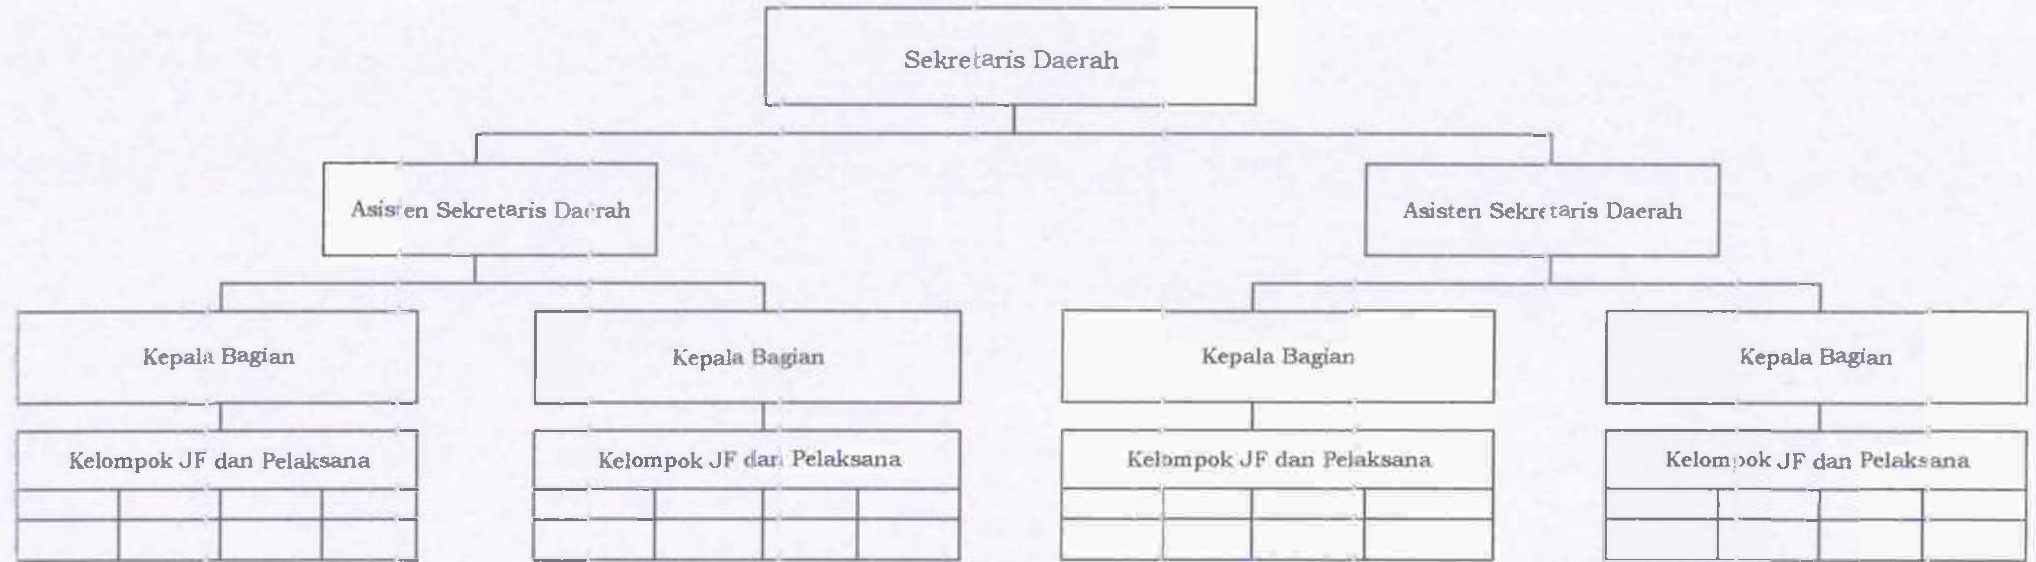 Sekretaris Daerah
Asisten Sekretaris Daerah
Asisten Sekretaris Daerah
Kepala Bagian
Kepala Bagian
Kepala Bagian
Kepala Bagian
Kelompok JF dan Pelaksana
Kelompok JF dan Pelaksana
Kelompok JF dan Pelaksana
Kelompok JF dan Pelaksana